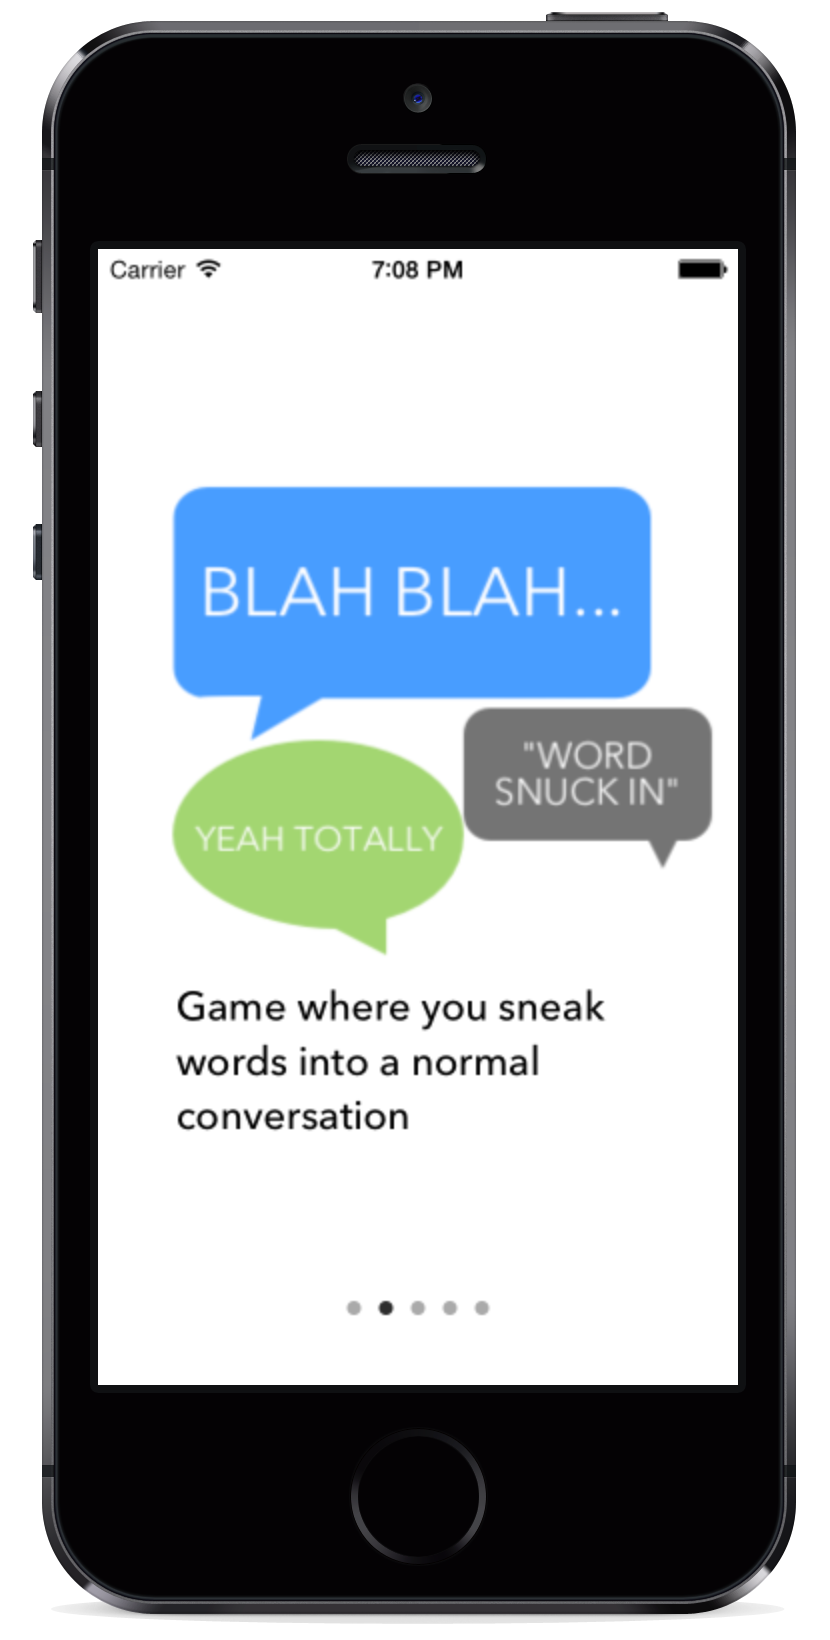 Carrier 7:08 PM
BLAH BLAH...
"WORD
SNUCK IN"
YEAH TOTALLY
Game where you sneak
words into a normal
conversation